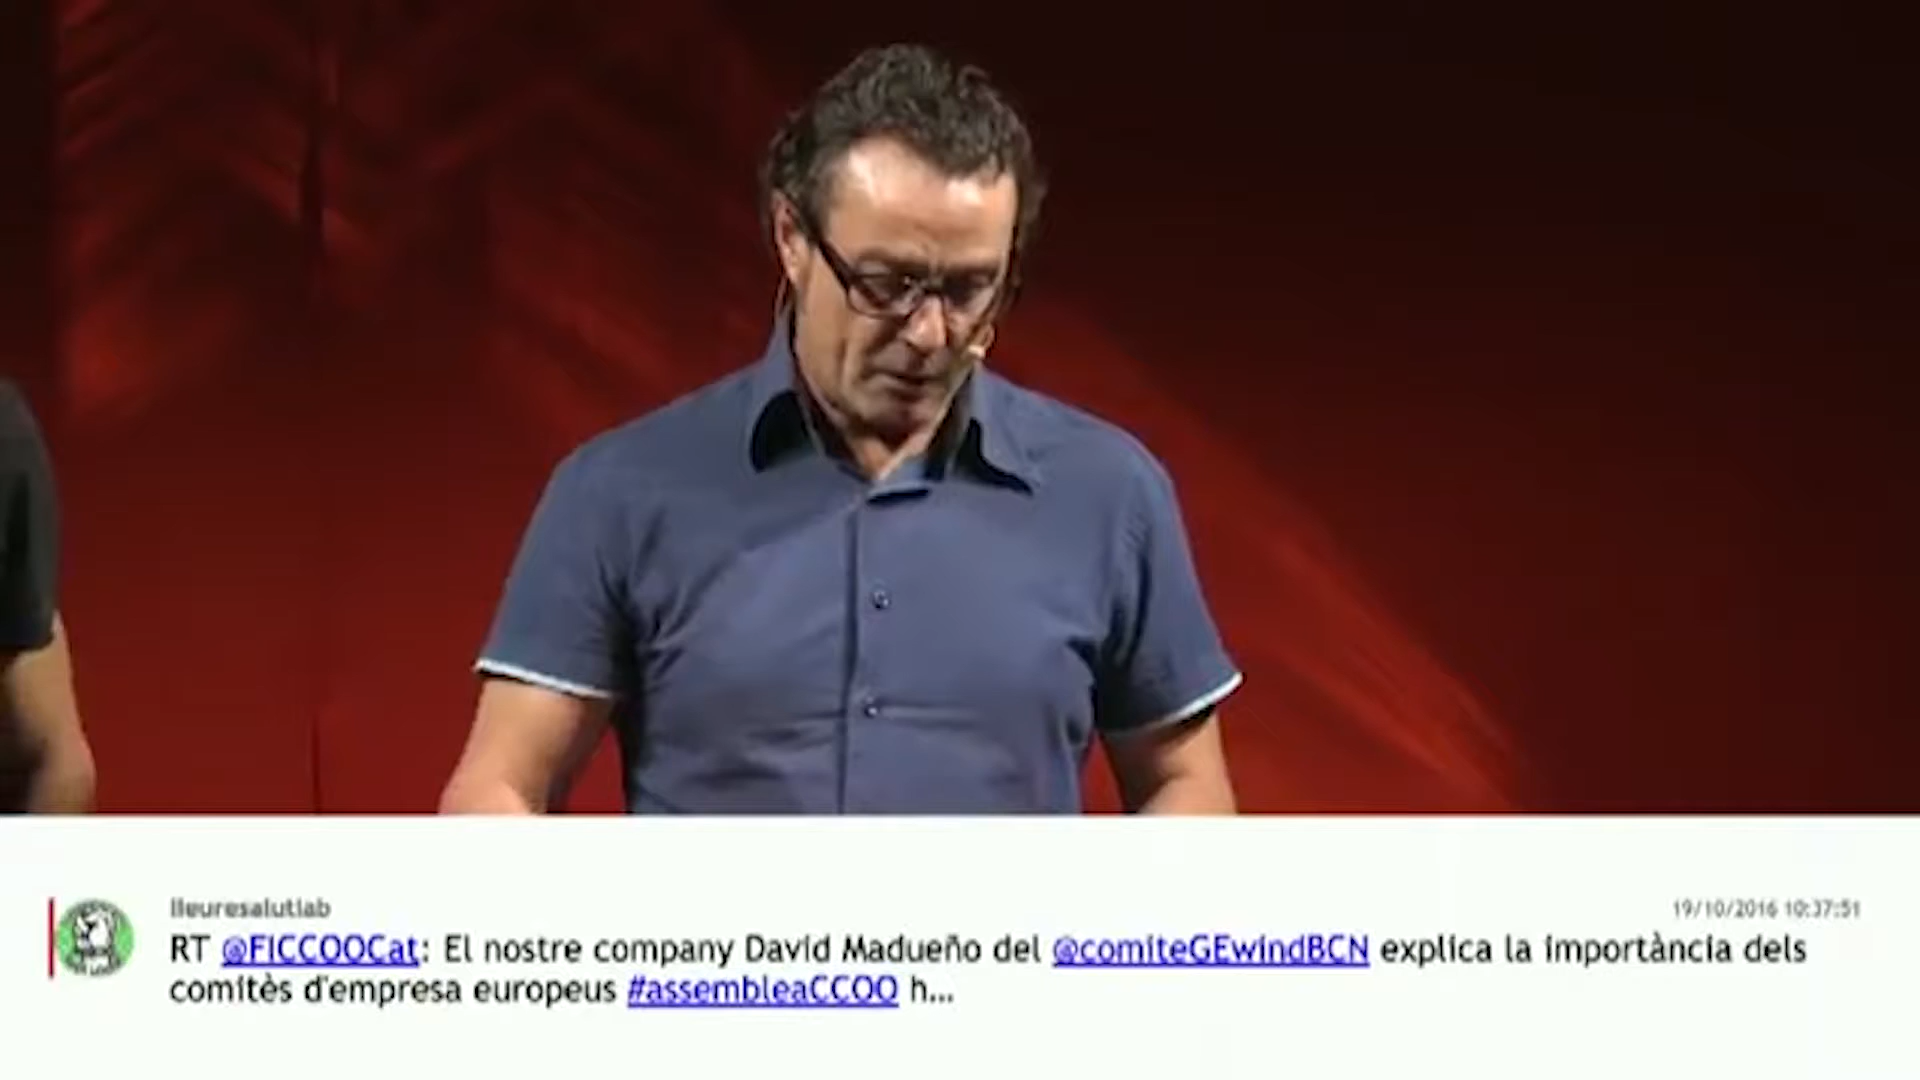 lleuresalutlab
19/10/2016 10:37:51
RT @FICCOOCat: El nostre company David Madueño del @comiteGEwindBCN explica la importància dels
comitès d'empresa europeus #assembleaCCOO h...